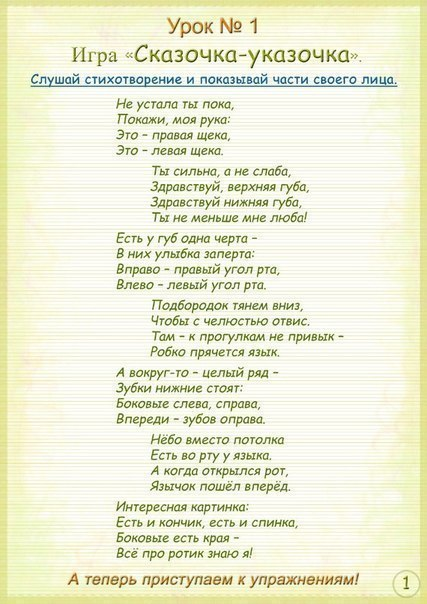 Урок № 1
Игра «Сказочка-указочка».
Слушай стихотворение и показывай части своего лица.
Не устала ты пока,
Покажи, моя рука:
Это – правая щека,
Это – левая щека.
Ты сильна, а не слаба,
Здравствуй, верхняя губа,
Здравствуй нижняя губа,
Ты не меньше мне люба!
Есть у губ одна черта –
В них улыбка заперта:
Вправо – правый угол рта,
Влево – левый угол рта.
Подбородок тянем вниз,
Чтобы с челюстью отвис.
Там – к прогулкам не привык –
Робко прячется язык.
А вокруг-то – целый ряд –
Зубки нижние стоят:
Боковые слева, справа,
Впереди – зубов оправа.
Нёбо вместо потолка
Есть во рту у языка.
А когда открылся рот,
Язычок пошёл вперёд.
Интересная картинка:
Есть и кончик, есть и спинка,
Боковые есть края –
Всё про ротик знаю я!
А теперь приступаем к упражнениям!
1